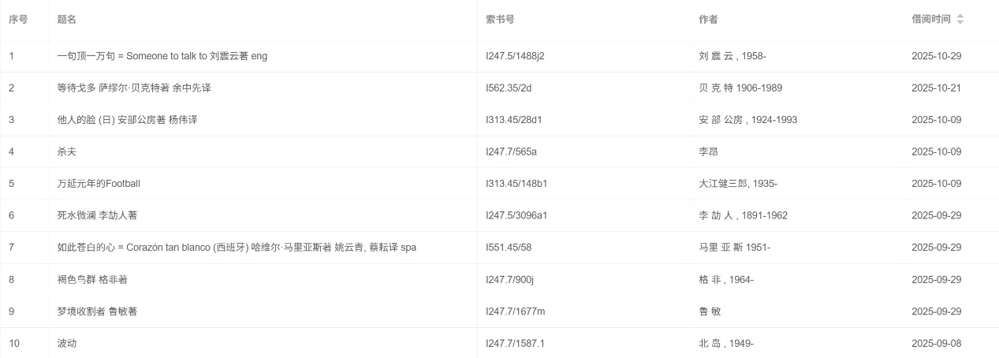 序号 题名 索书号 作者 借阅时间
1 一句顶一万句 = Someone to talk to 刘震云著 eng I247.5/1488j2 刘 震 云 , 1958- 2025-10-29
2 等待戈多 萨缪尔·贝克特著 余中先译 I562.35/2d 贝 克 特 1906-1989 2025-10-21
3 他人的脸 (日) 安部公房著 杨伟译 I313.45/28d1 安 部 公房 , 1924-1993 2025-10-09
4 杀夫 I247.7/565a 李昂 2025-10-09
5 万延元年的Football I313.45/148b1 大江健三郎, 1935- 2025-10-09
6 死水微澜 李劼人著 I247.5/3096a1 李 劼 人 , 1891-1962 2025-09-29
7 如此苍白的心 = Corazón tan blanco (西班牙) 哈维尔·马里亚斯著 姚云青, 蔡耘译 spa I551.45/58 马里 亚 斯 1951- 2025-09-29
8 褐色鸟群 格非著 I247.7/900j 格 非 , 1964- 2025-09-29
9 梦境收割者 鲁敏著 I247.7/1677m 鲁 敏 2025-09-29
10 波动 I247.7/1587.1 北 岛 , 1949- 2025-09-08